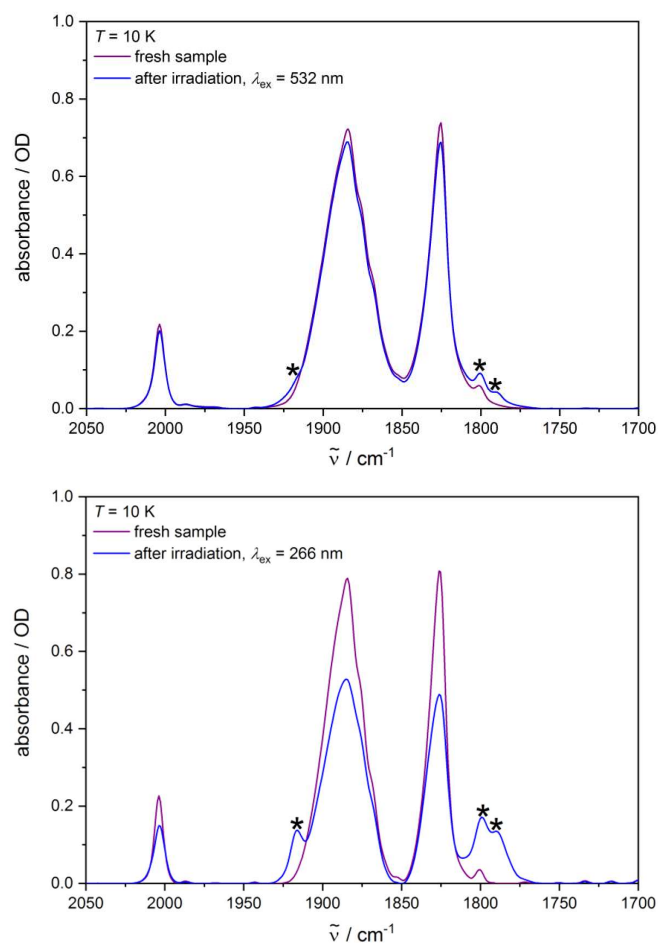 1.0
T = 10 K
fresh sample
after irradiation, λex = 532 nm
0.8
0.6
absorbance / OD
0.4
0.2
*
*
*
0.0
2050 2000 1950 1900 1850 1800 1750 1700
ṽ / cm-1
1.0
T = 10 K
fresh sample
after irradiation, λex = 266 nm
0.8
0.6
absorbance / OD
0.4
0.2
*
*
*
0.0
2050 2000 1950 1900 1850 1800 1750 1700
ṽ / cm-1